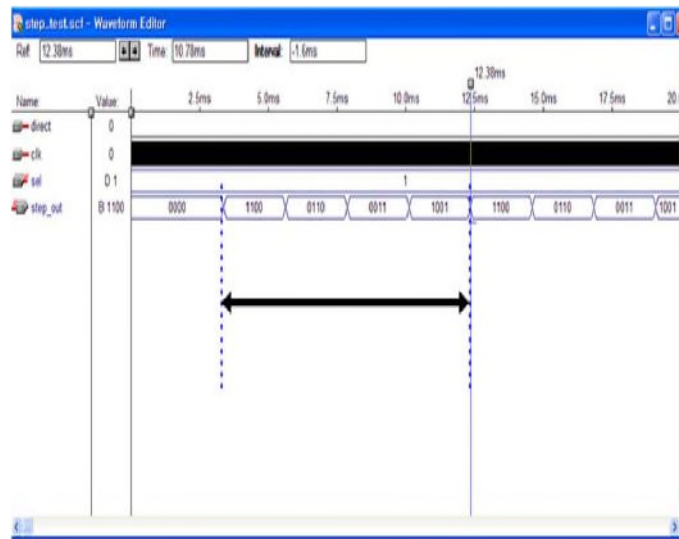 step_test.scf - Waveform Editor
Ref: 12.38ms Time: 10.78ms Interval: -1.6ms
12.38ms
Name: Value: 2.5ms 5.0ms 7.5ms 10.0ms 12.5ms 15.0ms 17.5ms 20.
direct 0
clk 0
sel D 1 1
step_out B 1100 0000 1100 0110 0011 1001 1100 0110 0011 1001